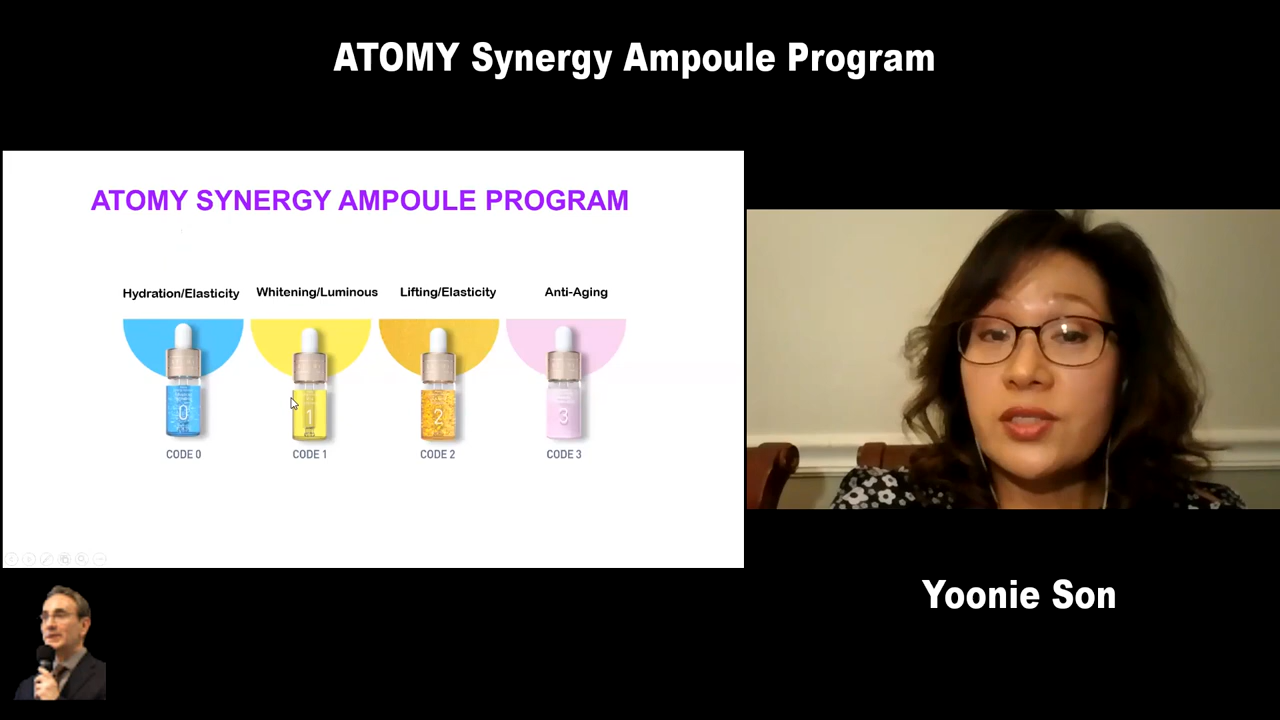 ATOMY Synergy Ampoule Program
ATOMY SYNERGY AMPOULE PROGRAM
Hydration/Elasticity Whitening/Luminous Lifting/Elasticity Anti-Aging
0 1 2 3
CODE 0 CODE 1 CODE 2 CODE 3
Yoonie Son